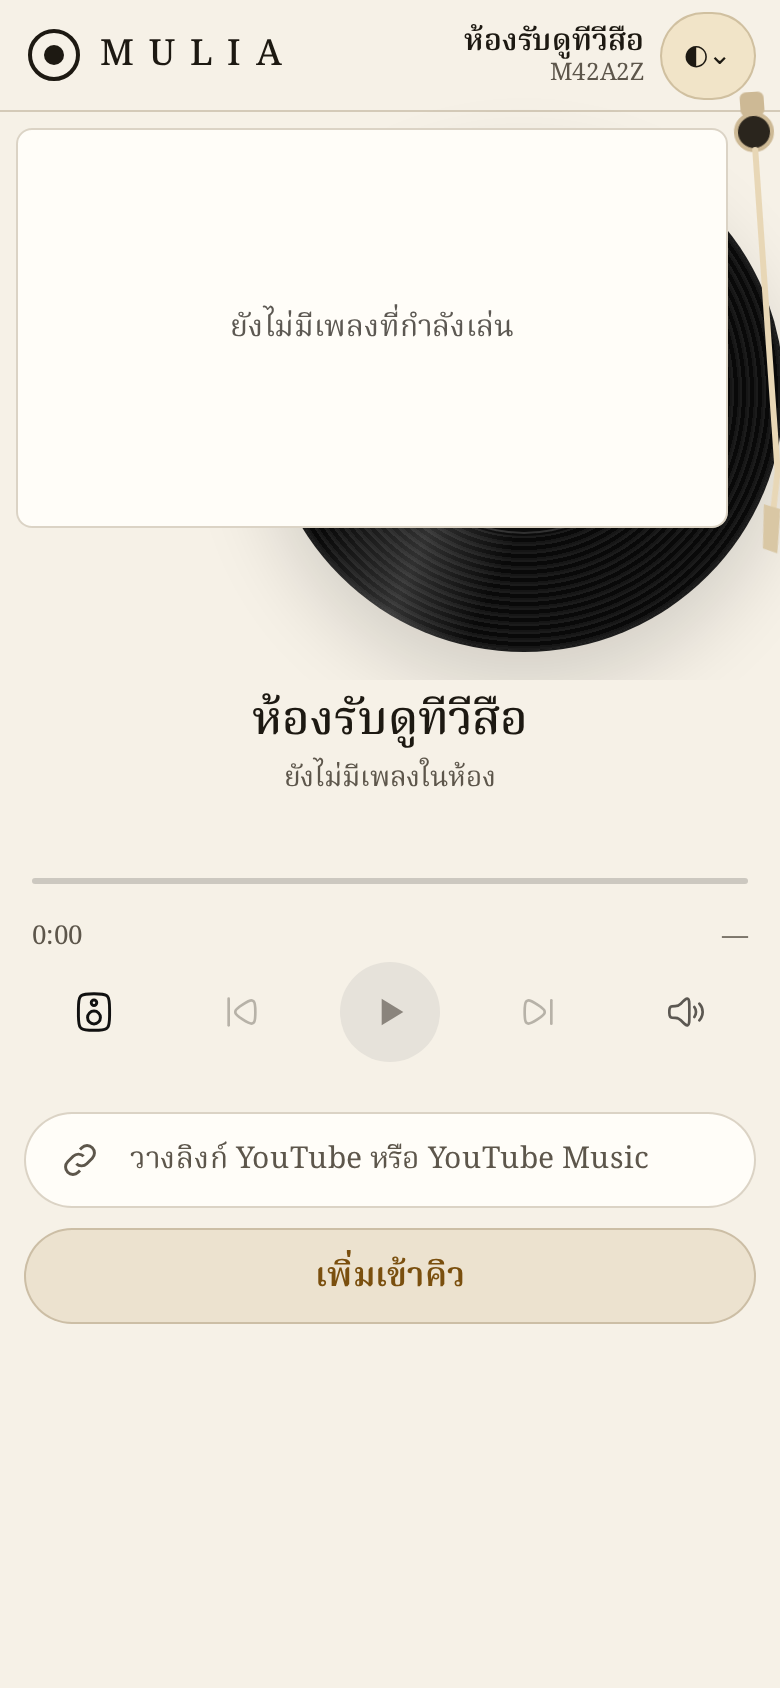 MULIA
ห้องรับดูทีวีสือ
M42A2Z
ยังไม่มีเพลงที่กำลังเล่น
ห้องรับดูทีวีสือ
ยังไม่มีเพลงในห้อง
0:00
—
วางลิงก์ YouTube หรือ YouTube Music
เพิ่มเข้าคิว